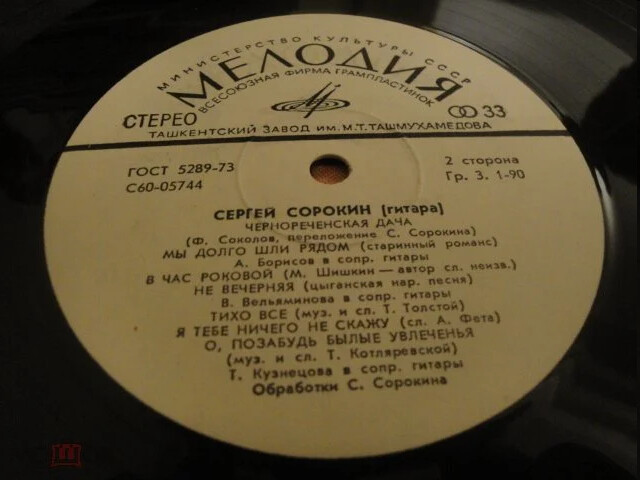 МИНИСТЕРСТВО КУЛЬТУРЫ СССР
МЕЛОДИЯ
ВСЕСОЮЗНАЯ ФИРМА ГРАМПЛАСТИНОК
СТЕРЕО
33
ТАШКЕНТСКИЙ ЗАВОД ИМ. М.Т. ТАШМУХАМЕДОВА
ГОСТ 5289-73
С60-05744
2 сторона
Гр. 3. 1-90
СЕРГЕЙ СОРОКИН (гитара)
ЧЕРНОРЕЧЕНСКАЯ ДАЧА
(Ф. Соколов, переложение С. Сорокина)
МЫ ДОЛГО ШЛИ РЯДОМ (старинный романс)
А. Борисов в сопр. гитары
В ЧАС РОКОВОЙ (М. Шишкин — автор сл. неизв.)
НЕ ВЕЧЕРНЯЯ (цыганская нар. песня)
В. Вельяминова в сопр. гитары
ТИХО ВСЕ (муз. и сл. Т. Толстой)
Я ТЕБЕ НИЧЕГО НЕ СКАЖУ (сл. А. Фета)
О, ПОЗАБУДЬ БЫЛЫЕ УВЛЕЧЕНЬЯ
(муз. и сл. Т. Котляревской)
Т. Кузнецова в сопр. гитары
Обработки С. Сорокина